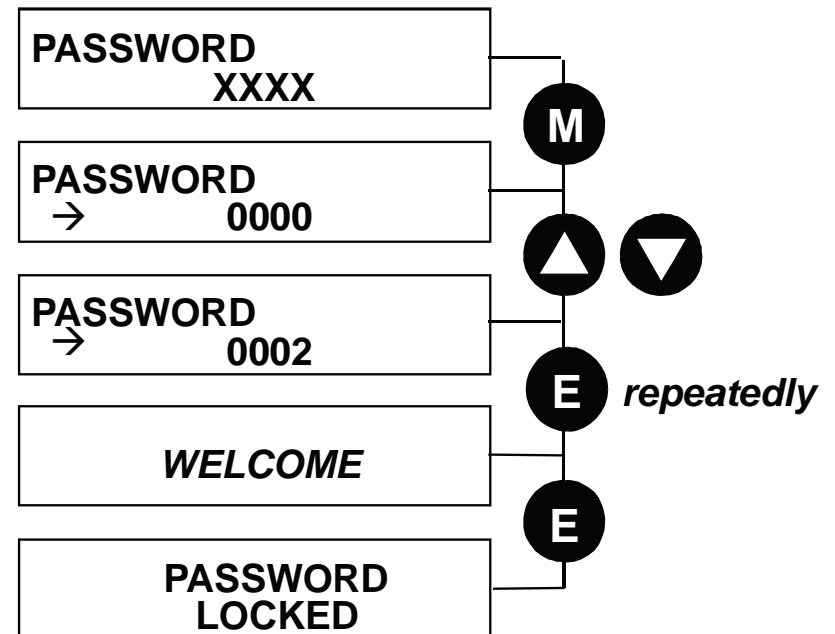 PASSWORD
XXXX
M
PASSWORD
→ 0000
PASSWORD
→ 0002
E repeatedly
WELCOME
E
PASSWORD
LOCKED